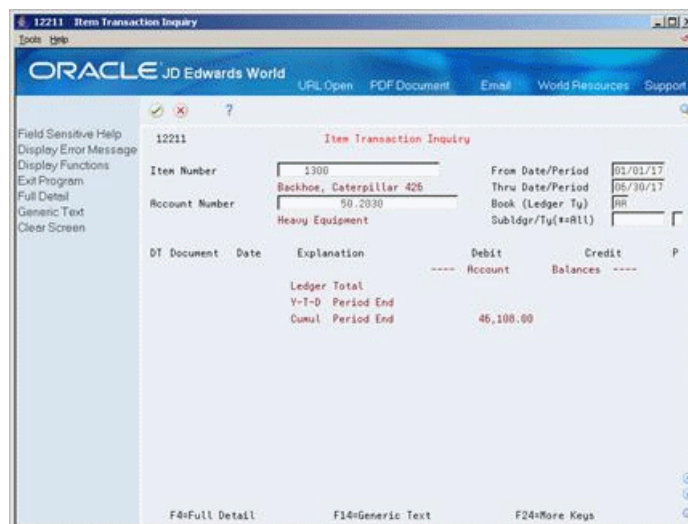 12211 Item Transaction Inquiry
Tools Help
ORACLE JD Edwards World
URL Open PDF Document Email World Resources Support
Field Sensitive Help
Display Error Message
Display Functions
Exit Program
Full Detail
Generic Text
Clear Screen
12211 Item Transaction Inquiry
Item Number 1300 From Date/Period 01/01/17
Backhoe, Caterpillar 426 Thru Date/Period 06/30/17
Account Number 50.2030 Book (Ledger Ty) AA
Heavy Equipment Subldgr/Ty(*=All)
DT Document Date Explanation Debit Credit P
---- Account Balances ----
Ledger Total
Y-T-D Period End
Cumul Period End 46,108.00
F4=Full Detail F14=Generic Text F24=More Keys